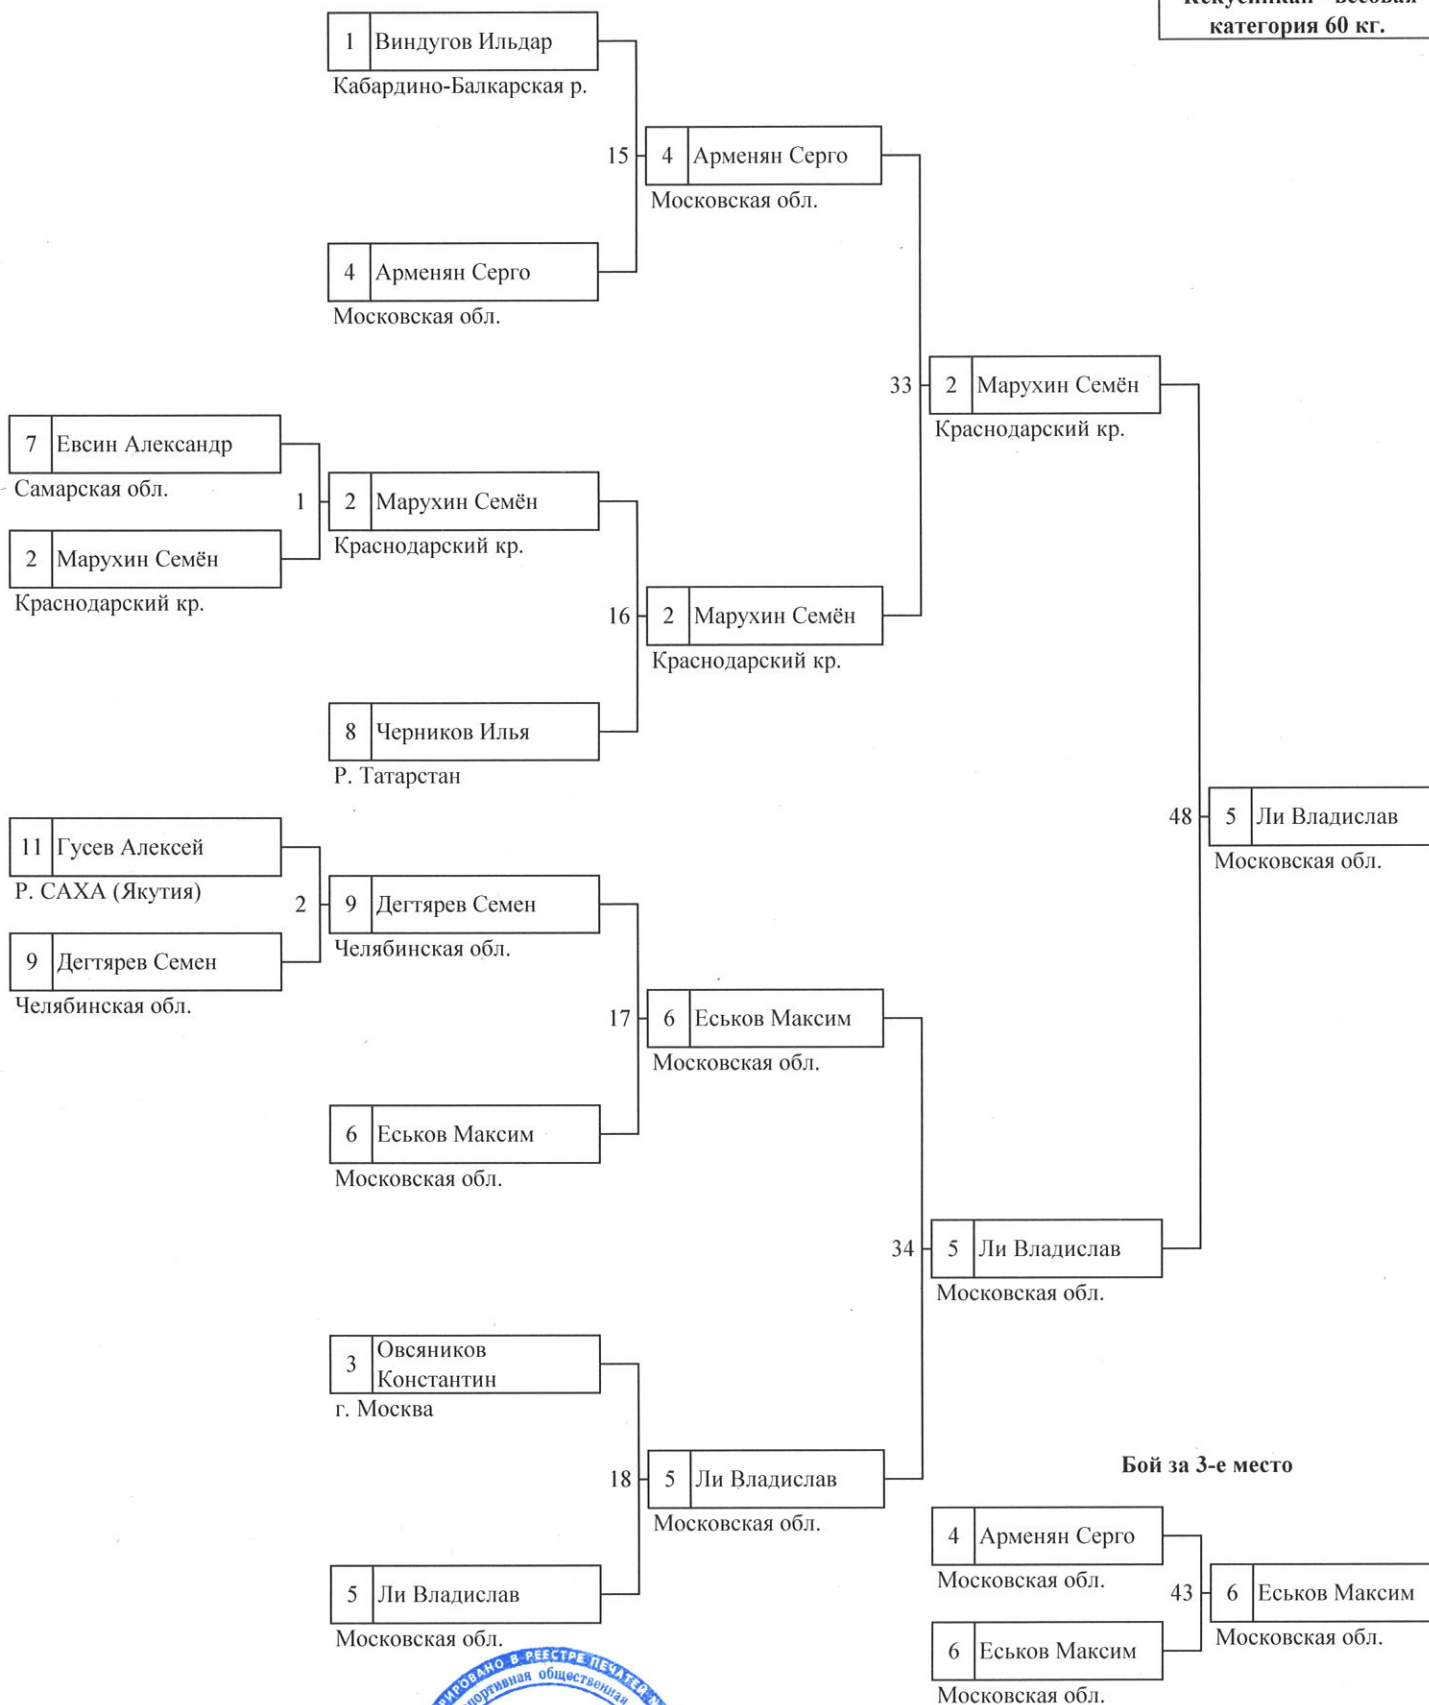 категория 60 кг.
1 Виндугов Ильдар
Кабардино-Балкарская р.
15 4 Арменян Серго
Московская обл.
4 Арменян Серго
Московская обл.
33 2 Марухин Семён
Краснодарский кр.
7 Евсин Александр
Самарская обл.
1 2 Марухин Семён
Краснодарский кр.
2 Марухин Семён
Краснодарский кр.
16 2 Марухин Семён
Краснодарский кр.
8 Черников Илья
Р. Татарстан
48 5 Ли Владислав
Московская обл.
11 Гусев Алексей
Р. САХА (Якутия)
2 9 Дегтярев Семен
Челябинская обл.
9 Дегтярев Семен
Челябинская обл.
17 6 Еськов Максим
Московская обл.
6 Еськов Максим
Московская обл.
34 5 Ли Владислав
Московская обл.
3 Овсяников
Константин
г. Москва
18 5 Ли Владислав
Московская обл.
5 Ли Владислав
Московская обл.
Бой за 3-е место
4 Арменян Серго
Московская обл.
43 6 Еськов Максим
Московская обл.
6 Еськов Максим
Московская обл.
В РЕЕСТРЕ
общественная